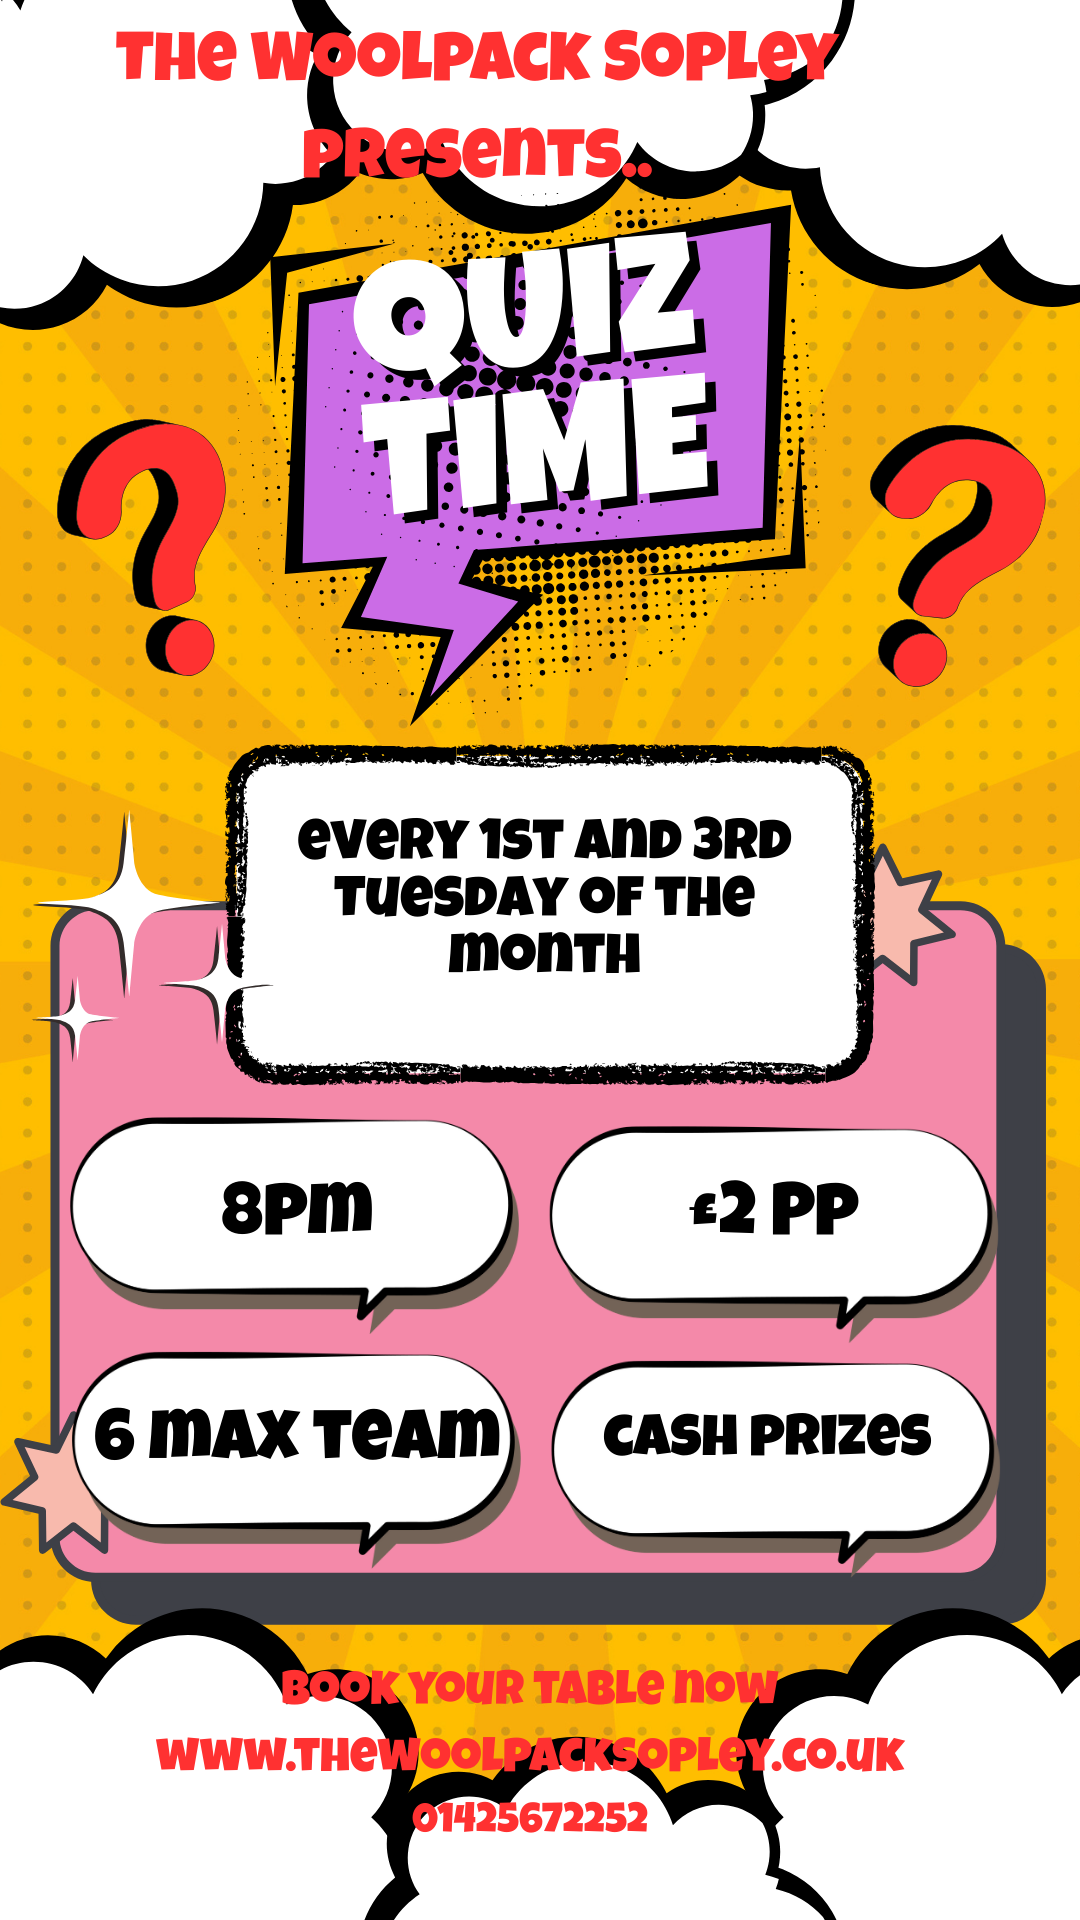 THE WOOLPACK SOPLEY
PRESENTS..
QUIZ
TIME
EVERY 1ST AND 3RD
TUESDAY OF THE
MONTH
8PM
£2 PP
6 MAX TEAM
CASH PRIZES
BOOK YOUR TABLE NOW
WWW.THEWOOLPACKSOPLEY.CO.UK
01425672252